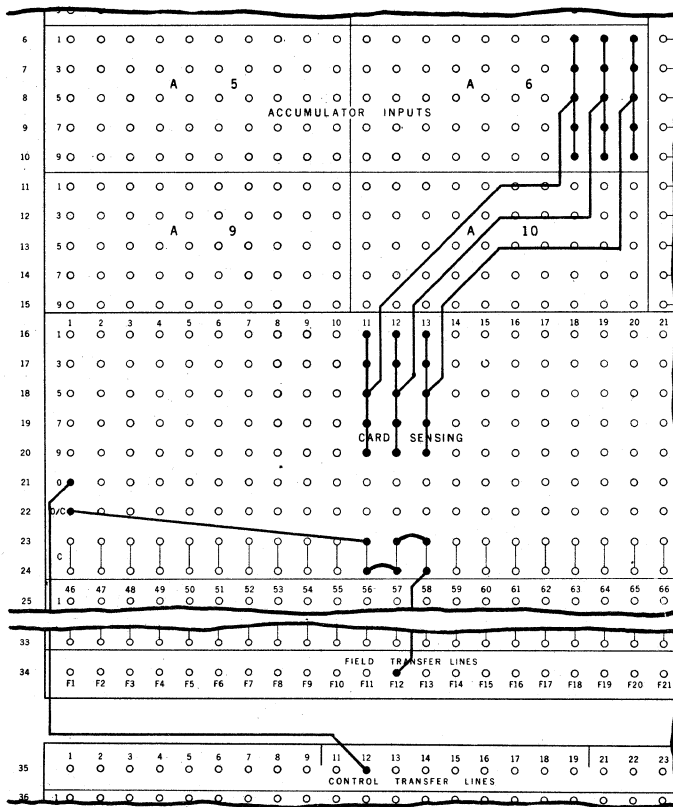 6 1
7 3 A 5 A 6
8 5
ACCUMULATOR INPUTS
9 7
10 9
11 1
12 3 A 9 A 10
13 5
14 7
15 9
1 2 3 4 5 6 7 8 9 10 11 12 13 14 15 16 17 18 19 20 21
16 1
17 3
18 5
19 7
CARD SENSING
20 9
21 0
22 0/C
23
C
24
46 47 48 49 50 51 52 53 54 55 56 57 58 59 60 61 62 63 64 65 66
25 1
33
FIELD TRANSFER LINES
34
F1 F2 F3 F4 F5 F6 F7 F8 F9 F10 F11 F12 F13 F14 F15 F16 F17 F18 F19 F20 F21
1 2 3 4 5 6 7 8 9 11 12 13 14 15 16 17 18 19 21 22 23
35
CONTROL TRANSFER LINES
36 1